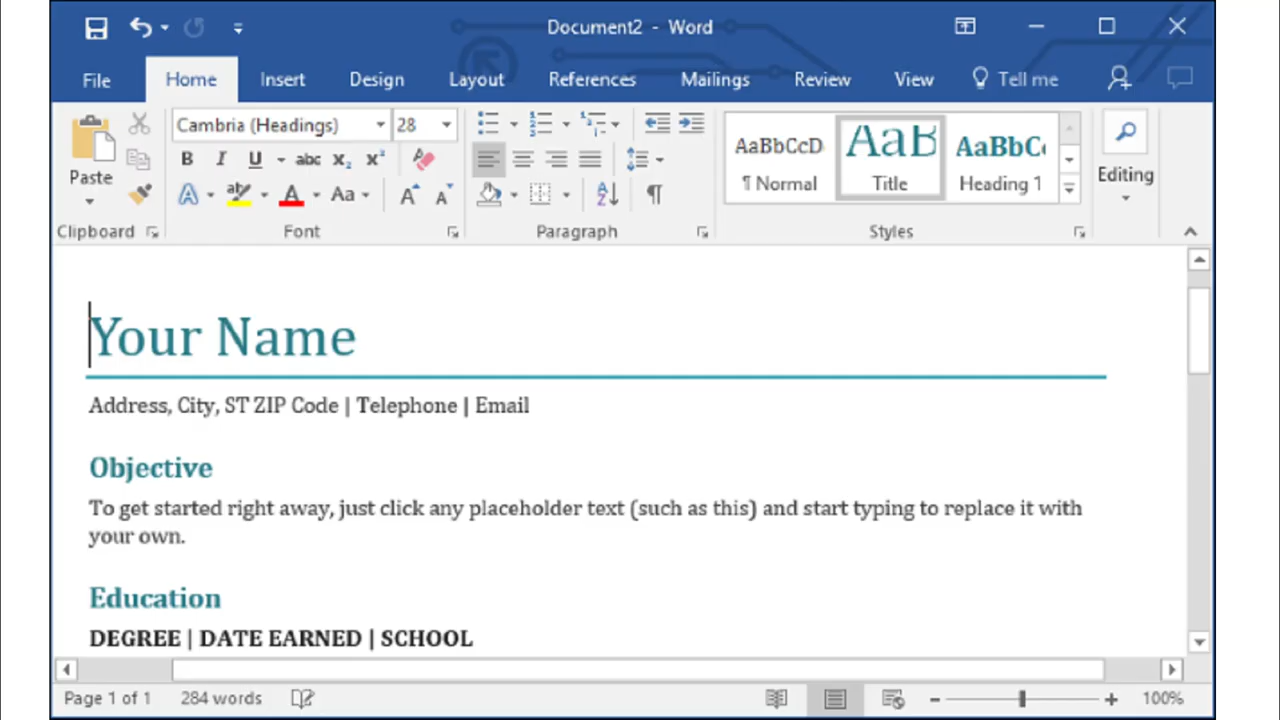 Document2 - Word
File Home Insert Design Layout References Mailings Review View Tell me
Cambria (Headings) 28
AaBbCcD AaB AaBbCc
Paste
B I U abc x₂ x²
A A Aa A A
¶ Normal Title Heading 1
Editing
Clipboard Font Paragraph Styles
Your Name
Address, City, ST ZIP Code | Telephone | Email
Objective
To get started right away, just click any placeholder text (such as this) and start typing to replace it with
your own.
Education
DEGREE | DATE EARNED | SCHOOL
Page 1 of 1 284 words 100%